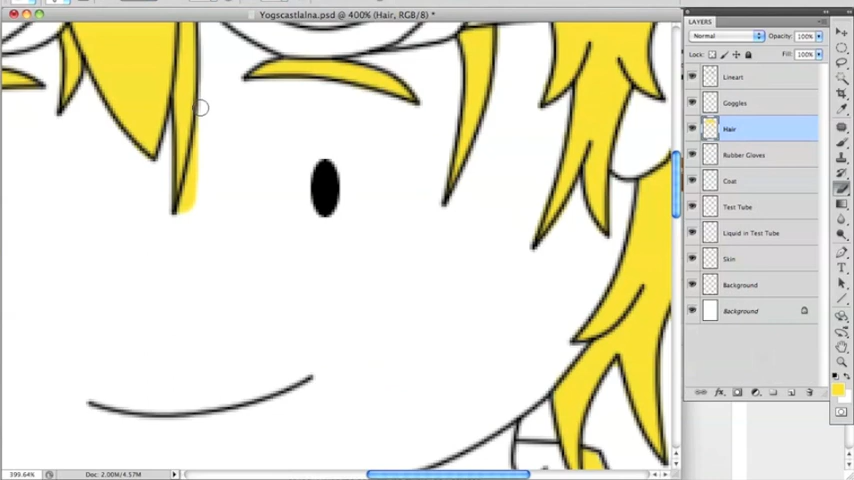 YogscastLalna.psd @ 400% (Hair, RGB/8) *
LAYERS
Normal
Opacity: 100%
Lock:
Fill: 100%
Lineart
Goggles
Hair
Rubber Gloves
Coat
Test Tube
Liquid in Test Tube
Skin
Background
Background
399.64%
Doc: 2.00M/4.57M